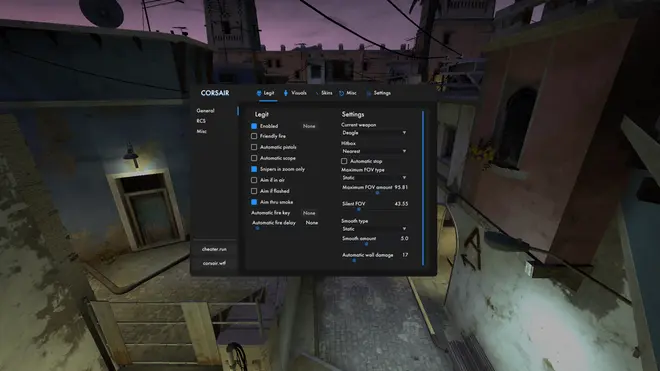 CORSAIR
Legit
Visuals
Skins
Misc
Settings
General
RCS
Misc
cheater.run
corsair.wtf
Legit
Enabled None
Friendly fire
Automatic pistols
Automatic scope
Snipers in zoom only
Aim if in air
Aim if flashed
Aim thru smoke
Automatic fire key None
Automatic fire delay None
Settings
Current weapon
Deagle
Hitbox
Nearest
Automatic stop
Maximum FOV type
Static
Maximum FOV amount 95.81
Silent FOV 43.55
Smooth type
Static
Smooth amount 5.0
Automatic wall damage 17